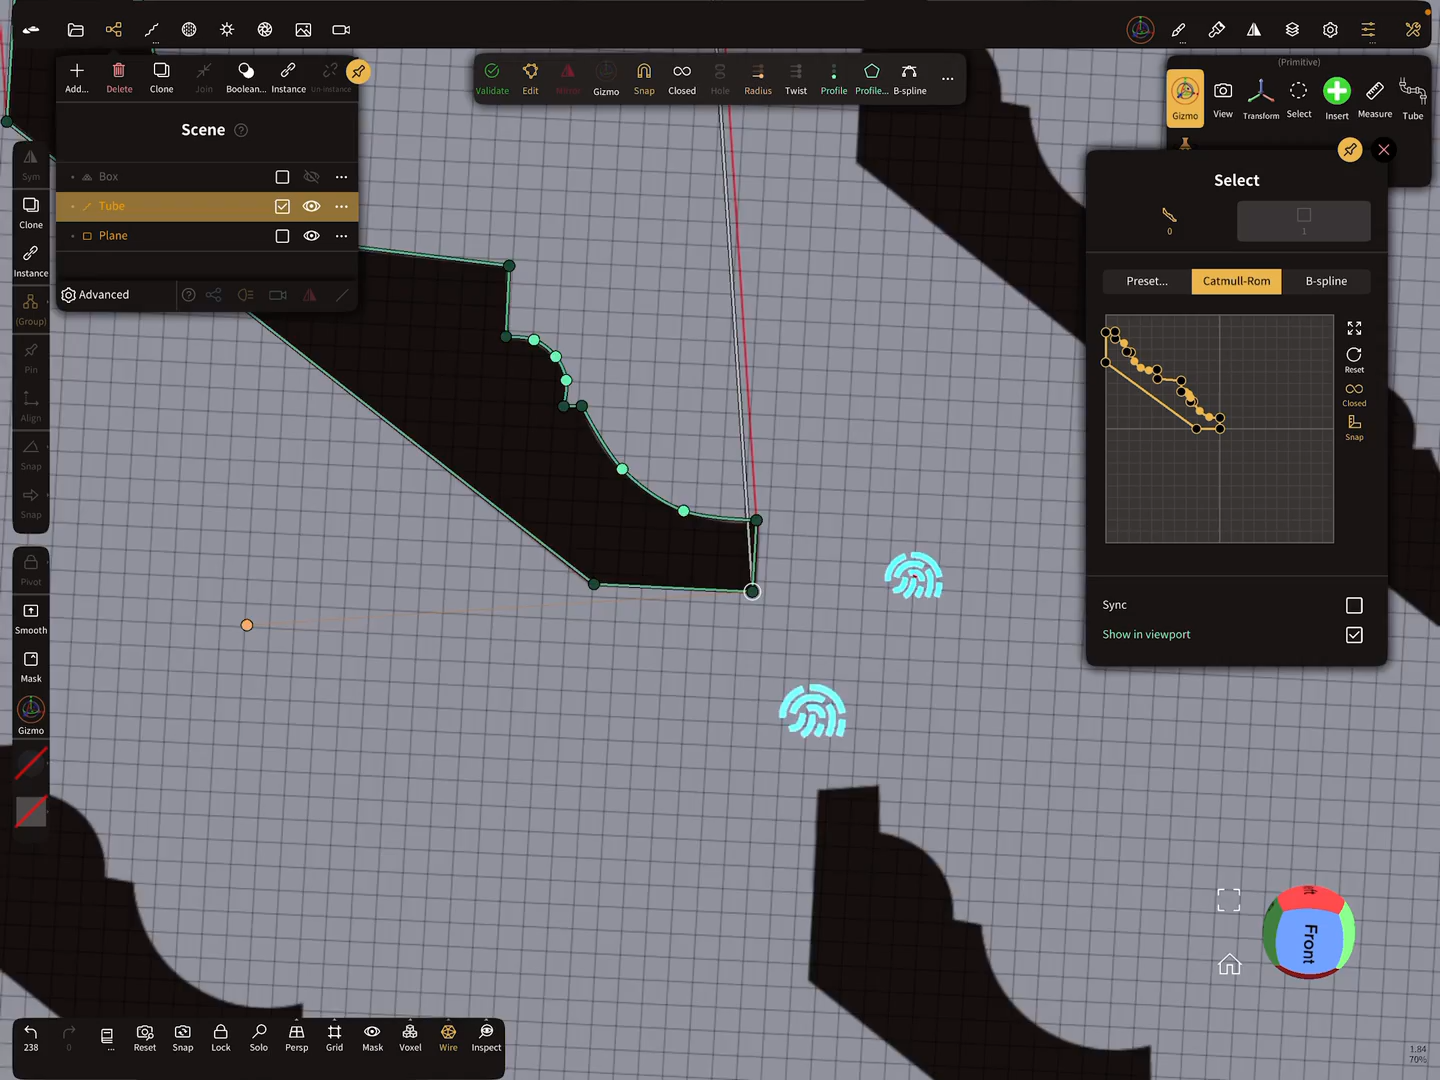 (Primitive)
Add...
Delete
Clone
Join
Boolean...
Instance
Un-instance
Validate
Edit
Mirror
Gizmo
Snap
Closed
Hole
Radius
Twist
Profile
Profile...
B-spline
...
Gizmo
View
Transform
Select
Insert
Measure
Tube
Scene
Box
Tube
Plane
Advanced
Sym
Clone
Instance
(Group)
Pin
Align
Snap
Snap
Pivot
Smooth
Mask
Gizmo
Select
0
1
Preset...
Catmull-Rom
B-spline
Reset
Closed
Snap
Sync
Show in viewport
Front
238
0
...
Reset
Snap
Lock
Solo
Persp
Grid
Mask
Voxel
Wire
Inspect
1.84
70%